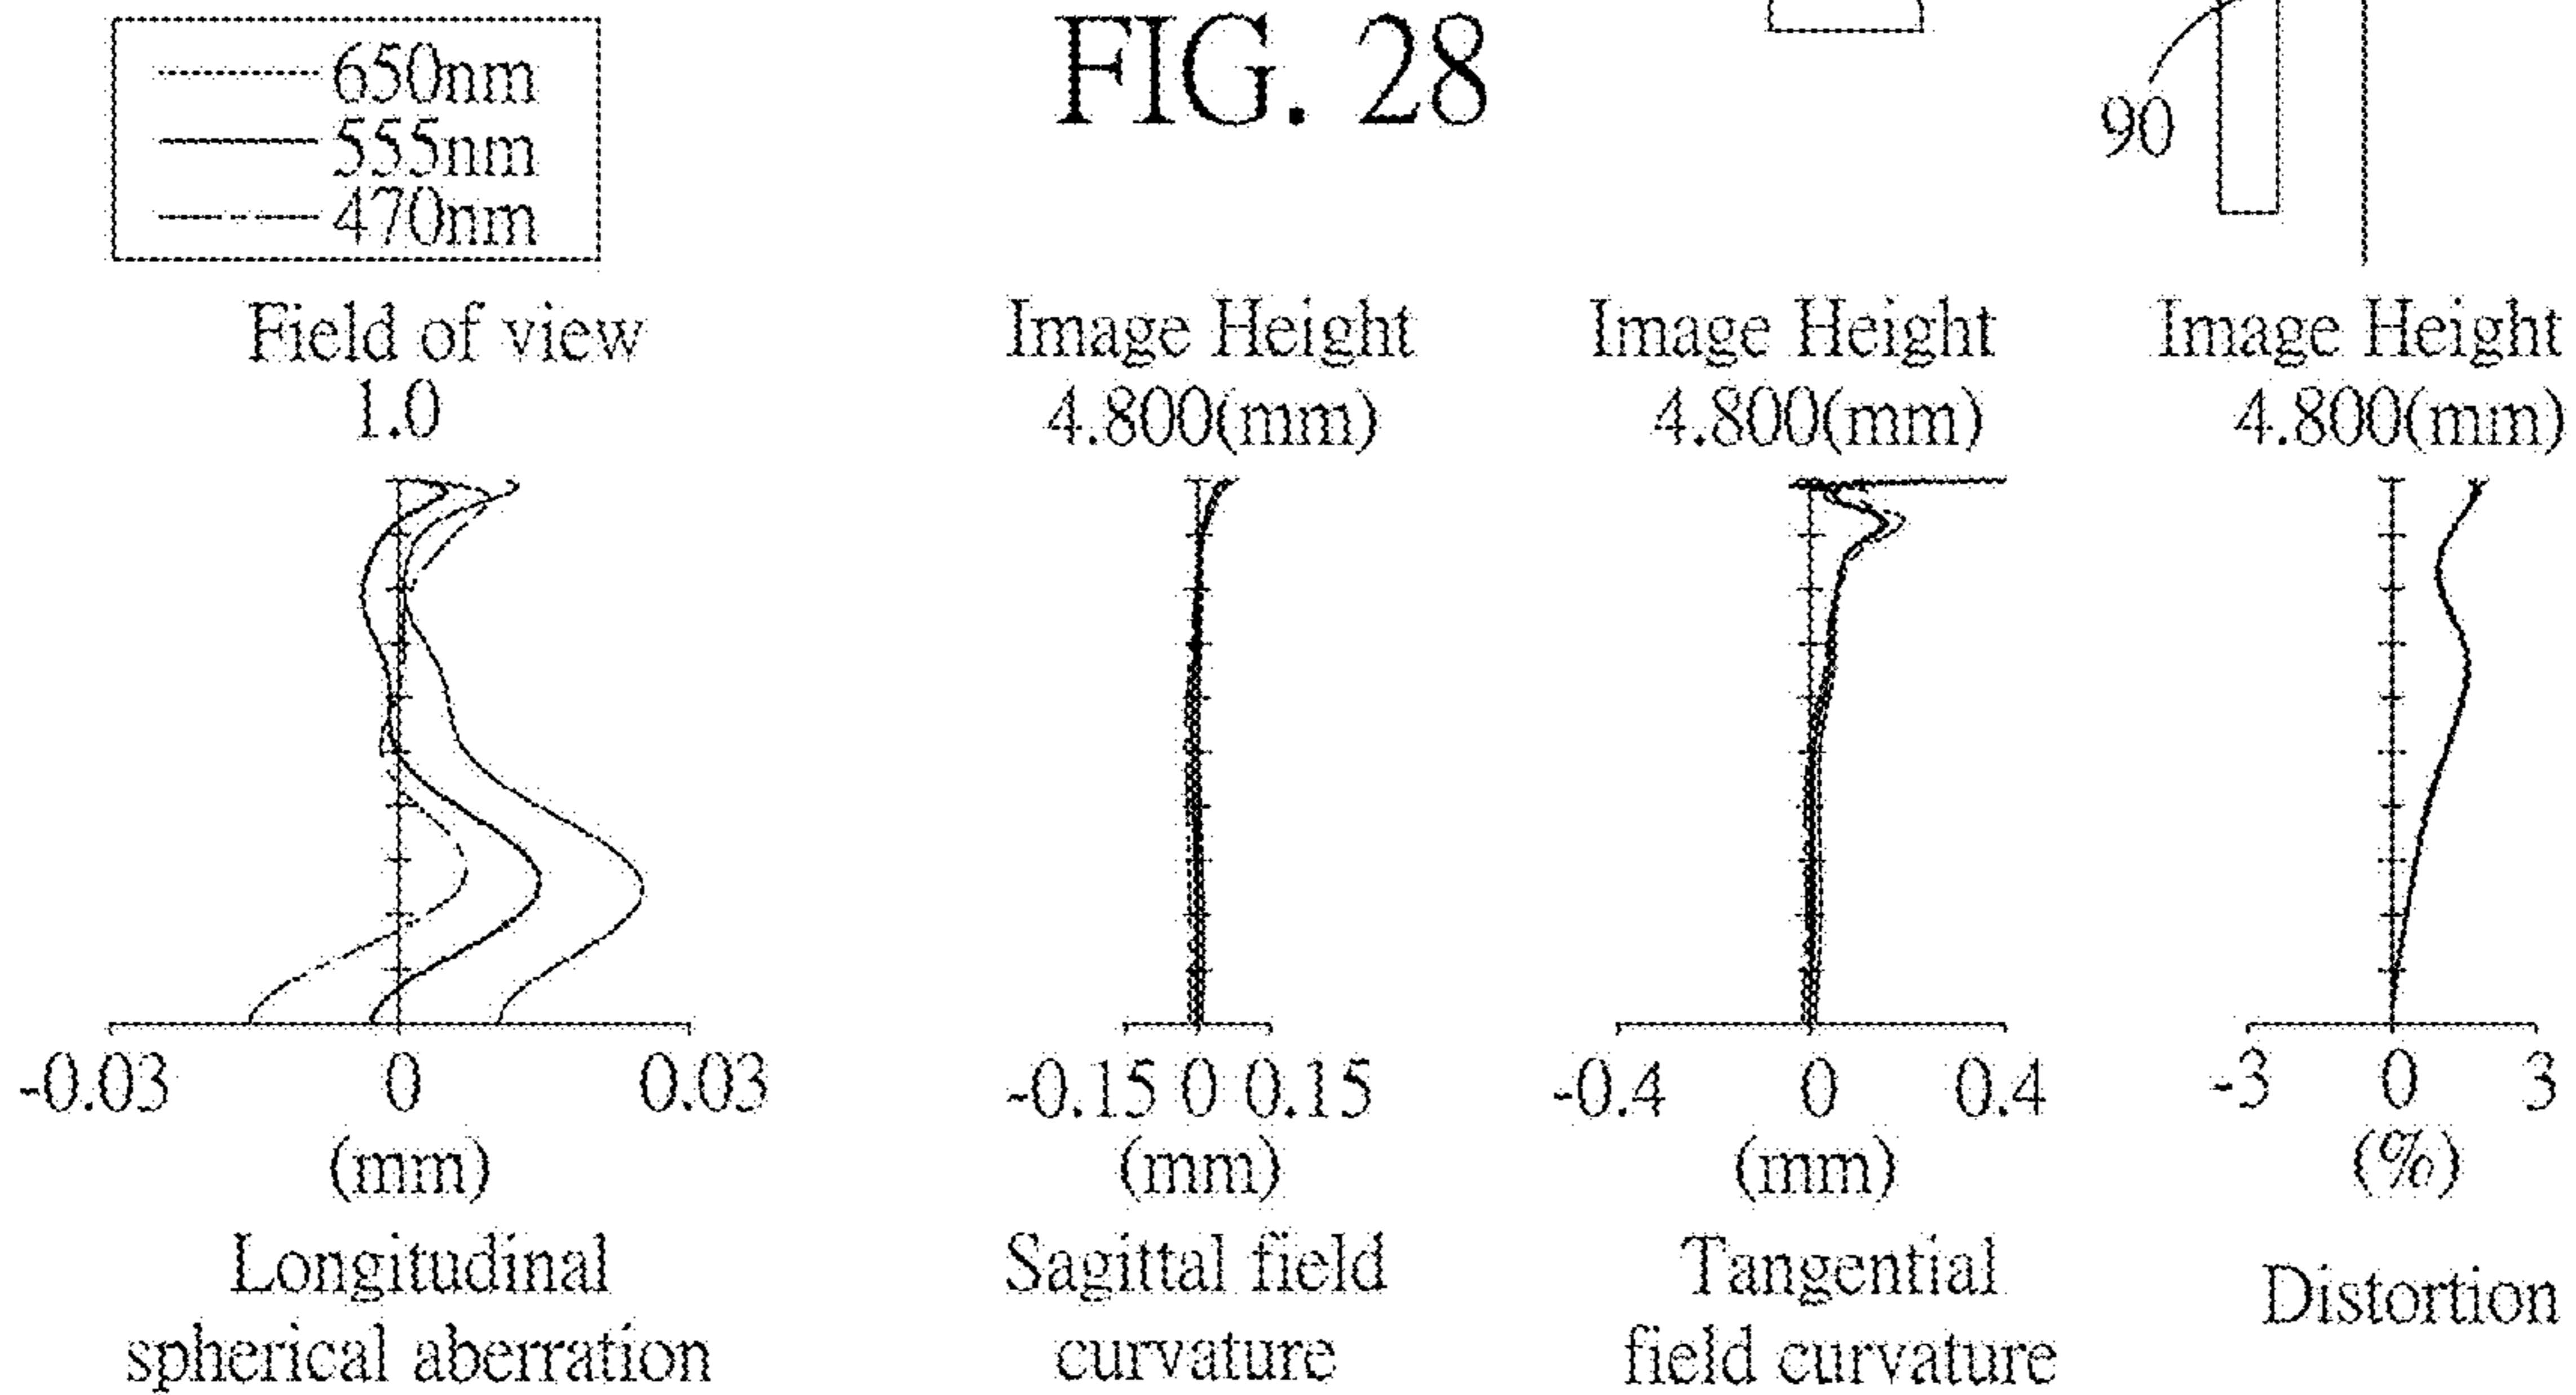 FIG. 28
650nm
555nm
470nm
90
Field of view
1.0
Image Height
4.800(mm)
Image Height
4.800(mm)
Image Height
4.800(mm)
-0.03 0 0.03
(mm)
Longitudinal
spherical aberration
-0.15 0 0.15
(mm)
Sagittal field
curvature
-0.4 0 0.4
(mm)
Tangential
field curvature
-3 0 3
(%)
Distortion